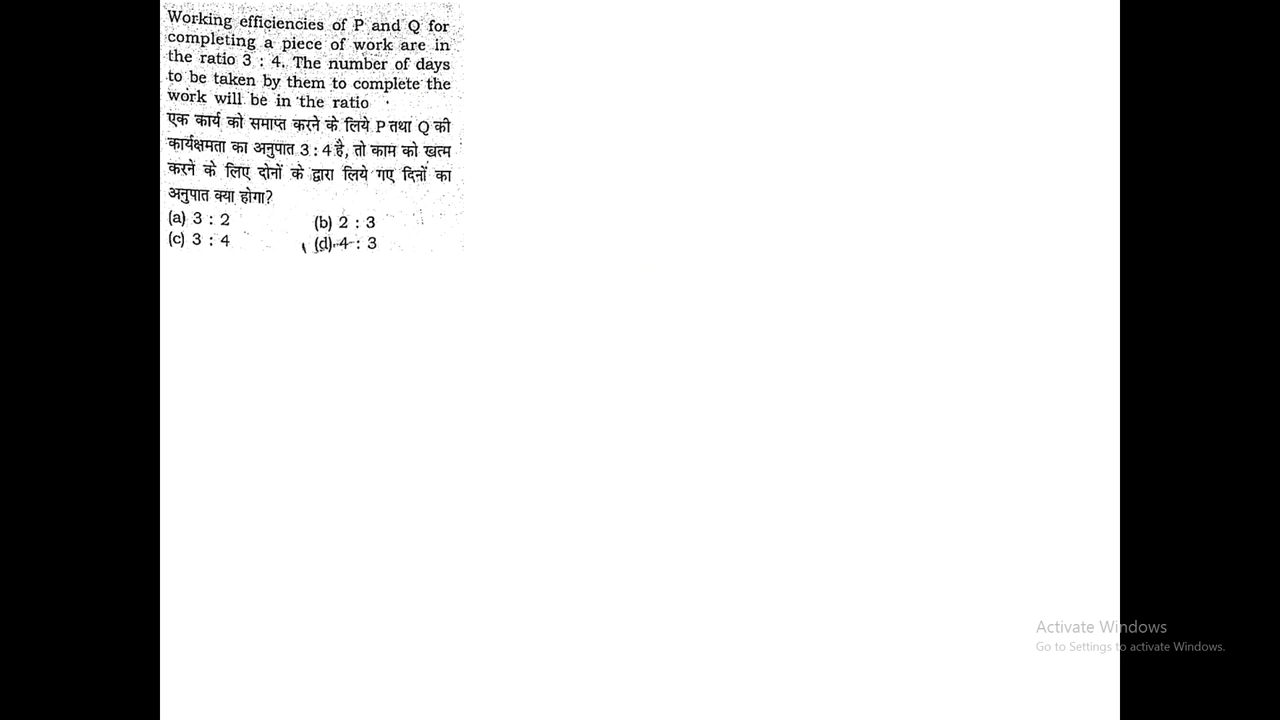 Working efficiencies of P and Q for
completing a piece of work are in
the ratio 3 : 4. The number of days
to be taken by them to complete the
work will be in the ratio
एक कार्य को समाप्त करने के लिये P तथा Q की
कार्यक्षमता का अनुपात 3 : 4 है, तो काम को खत्म
करने के लिए दोनों के द्वारा लिये गए दिनों का
अनुपात क्या होगा?
(a) 3 : 2 (b) 2 : 3
(c) 3 : 4 (d) 4 : 3
Activate Windows
Go to Settings to activate Windows.